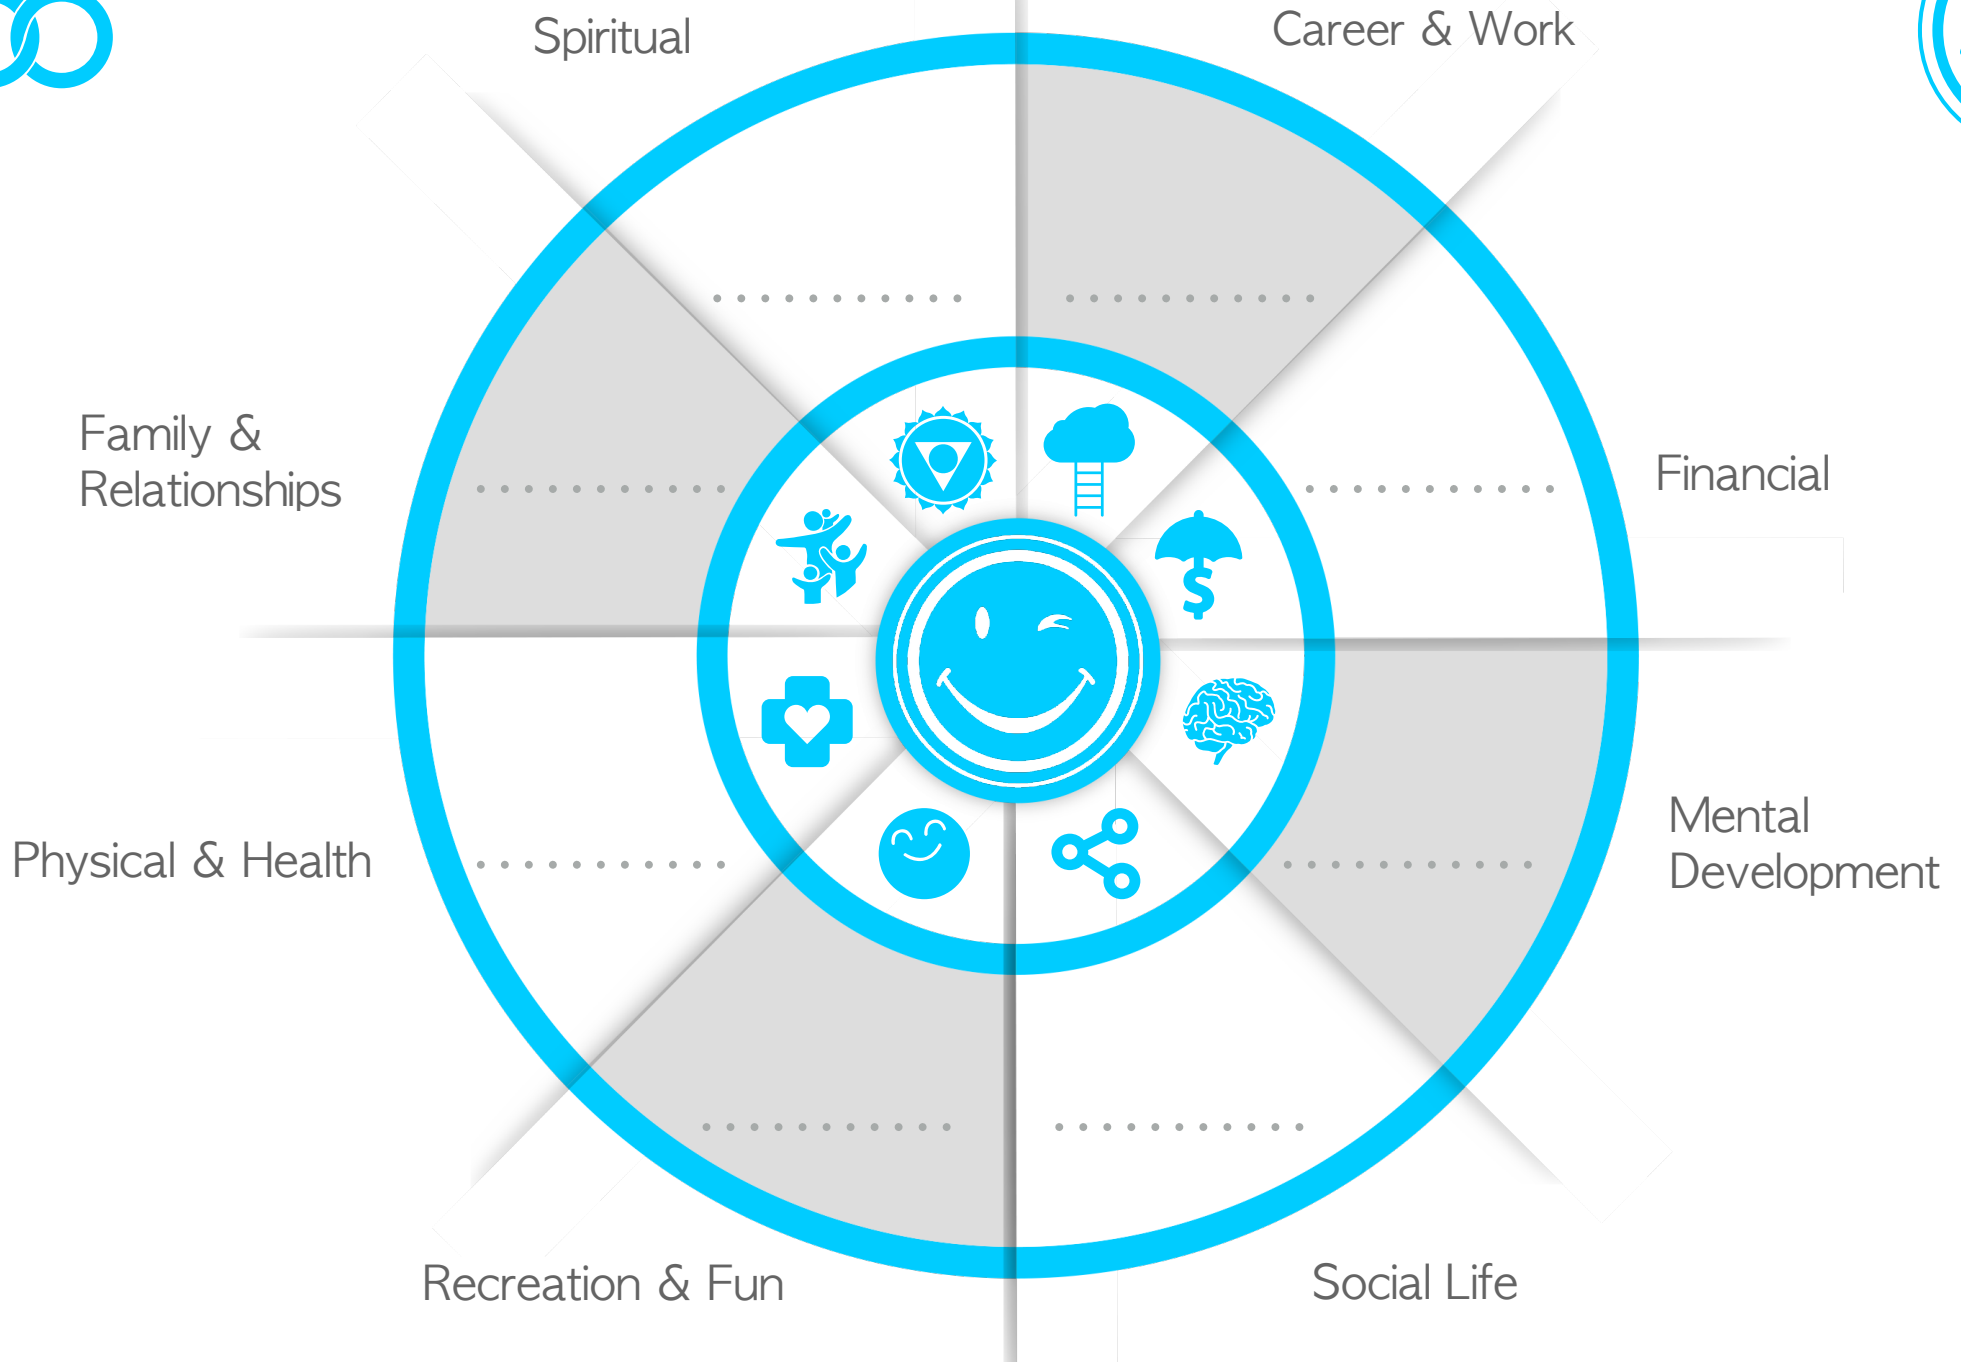 Spiritual
Career & Work
Family &
Relationships
Financial
Physical & Health
Mental
Development
Recreation & Fun
Social Life